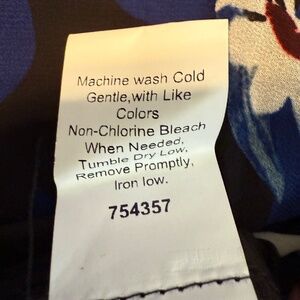 Machine wash Cold
Gentle,with Like
Colors
Non-Chlorine Bleach
When Needed,
Tumble Dry Low,
Remove Promptly,
Iron low.
754357